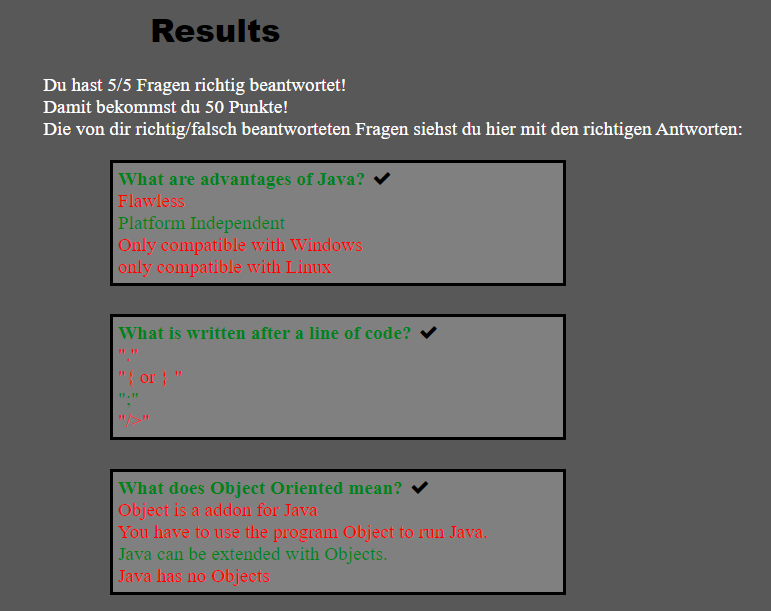 Results
Du hast 5/5 Fragen richtig beantwortet!
Damit bekommst du 50 Punkte!
Die von dir richtig/falsch beantworteten Fragen siehst du hier mit den richtigen Antworten:
What are advantages of Java? ✔
Flawless
Platform Independent
Only compatible with Windows
only compatible with Linux
What is written after a line of code? ✔
"."
"{ or } "
";"
"/>"
What does Object Oriented mean? ✔
Object is a addon for Java
You have to use the program Object to run Java.
Java can be extended with Objects.
Java has no Objects